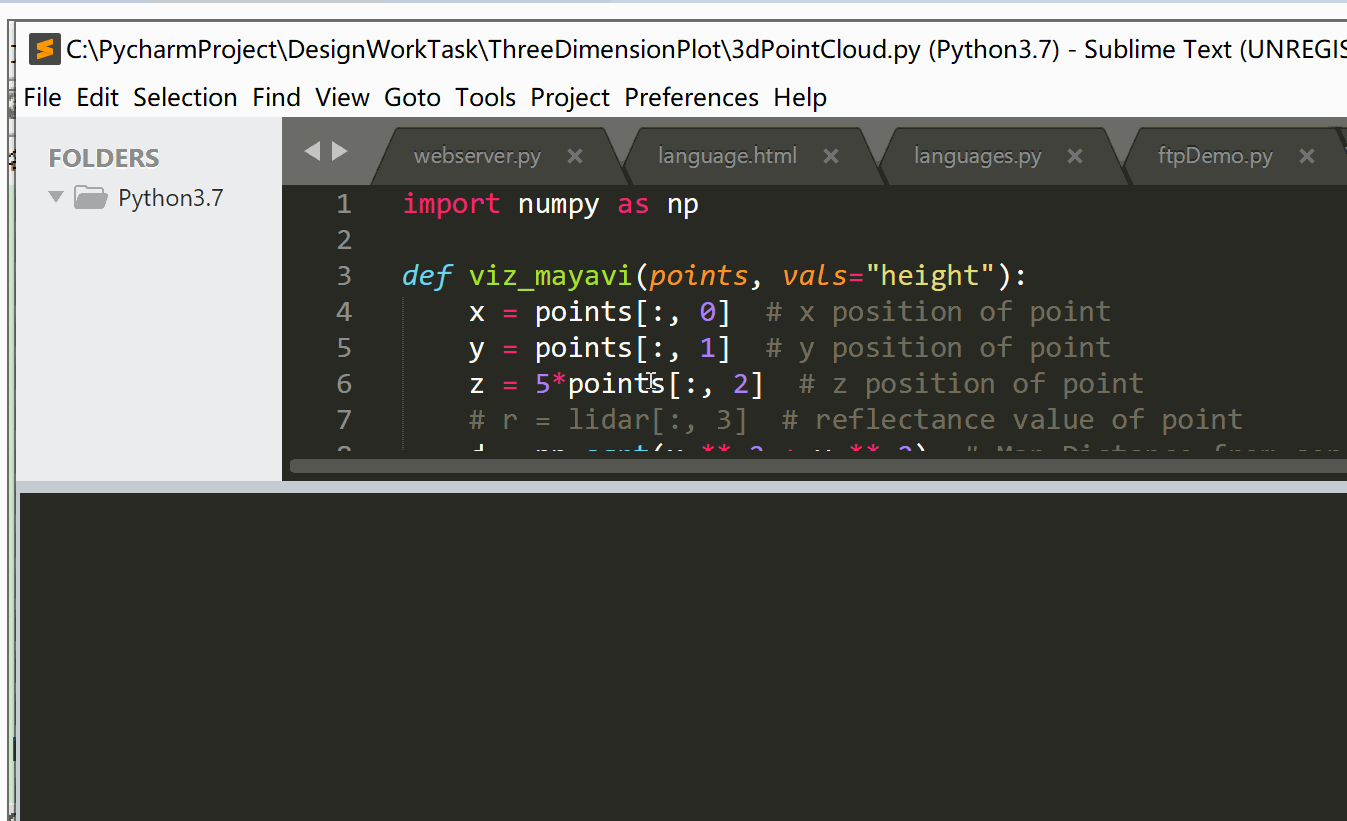 C:\PycharmProject\DesignWorkTask\ThreeDimensionPlot\3dPointCloud.py (Python3.7) - Sublime Text (UNREGIS
File Edit Selection Find View Goto Tools Project Preferences Help
FOLDERS
Python3.7
webserver.py × language.html × languages.py × ftpDemo.py ×
1 import numpy as np
2
3 def viz_mayavi(points, vals="height"):
4 x = points[:, 0] # x position of point
5 y = points[:, 1] # y position of point
6 z = 5*points[:, 2] # z position of point
7 # r = lidar[:, 3] # reflectance value of point